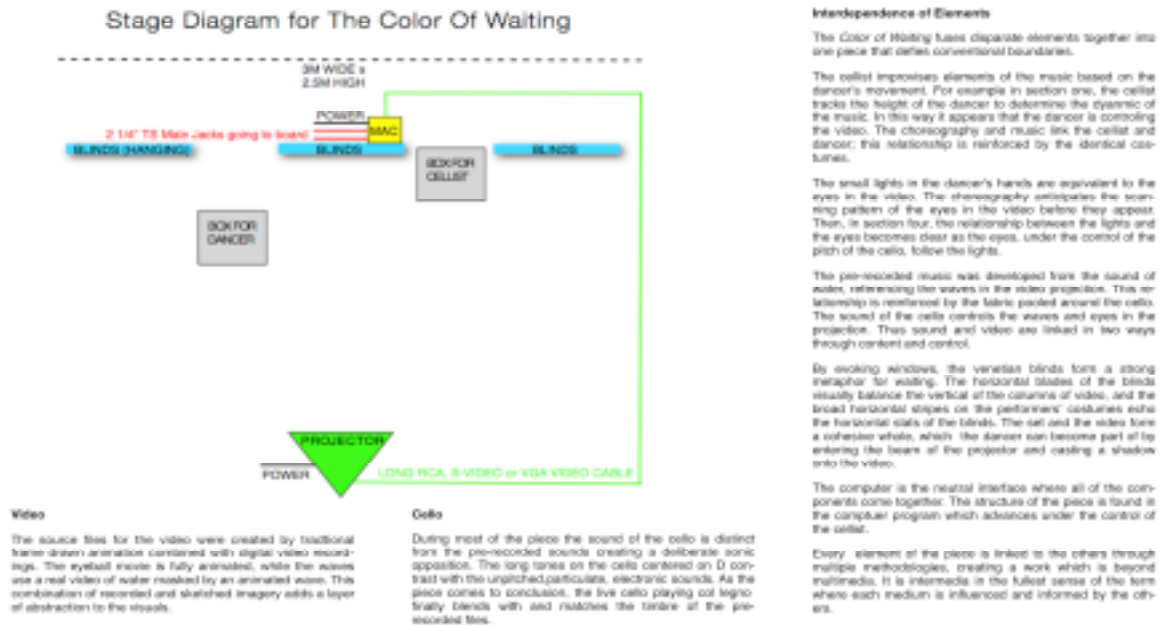 Stage Diagram for The Color Of Waiting
3M WIDE x
2.5M HIGH
POWER
MAC
2 1/4" TS Male Jacks going to board
BLINDS (HANGING)
BLINDS
BLINDS
BOX FOR
CELLIST
BOX FOR
DANCER
PROJECTOR
POWER
LONG RCA, S-VIDEO or VGA VIDEO CABLE
Video
The source files for the video were created by traditional
frame drawn animation combined with digital video record-
ings. The eyeball movie is fully animated, while the waves
use a real video of water masked by an animated wave. This
combination of recorded and sketched imagery adds a layer
of abstraction to the visuals.
Cello
During most of the piece the sound of the cello is distinct
from the pre-recorded sounds creating a deliberate sonic
opposition. The long tones on the cello centered on D con-
trast with the unpitched,particulate, electronic sounds. As the
piece comes to conclusion, the live cello playing col legno
finally blends with and matches the timbre of the pre-
recorded files.
Interdependence of Elements
The Color of Waiting fuses disparate elements together into
one piece that defies conventional boundaries.
The cellist improvises elements of the music based on the
dancer's movement. For example in section one, the cellist
tracks the height of the dancer to determine the dyanmic of
the music. In this way it appears that the dancer is controling
the video. The choreography and music link the cellist and
dancer; this relationship is reinforced by the identical cos-
tumes.
The small lights in the dancer's hands are equivalent to the
eyes in the video. The choreography anticipates the scan-
ning pattern of the eyes in the video before they appear.
Then, in section four, the relationship between the lights and
the eyes becomes clear as the eyes, under the control of the
pitch of the cello, follow the lights.
The pre-recorded music was developed from the sound of
water, referencing the waves in the video projection. This re-
lationship is reinforced by the fabric pooled around the cello.
The sound of the cello controls the waves and eyes in the
projection. Thus sound and video are linked in two ways
through content and control.
By evoking windows, the venetian blinds form a strong
metaphor for waiting. The horizontal blades of the blinds
visually balance the vertical of the columns of video, and the
broad horizontal stripes on the performers' costumes echo
the horizontal slats of the blinds. The set and the video form
a cohesive whole, which the dancer can become part of by
entering the beam of the projector and casting a shadow
onto the video.
The computer is the neutral interface where all of the com-
ponents come together. The structure of the piece is found in
the comptuer program which advances under the control of
the cellist.
Every element of the piece is linked to the others through
multiple methodologies, creating a work which is beyond
multimedia. It is intermedia in the fullest sense of the term
where each medium is influenced and informed by the oth-
ers.